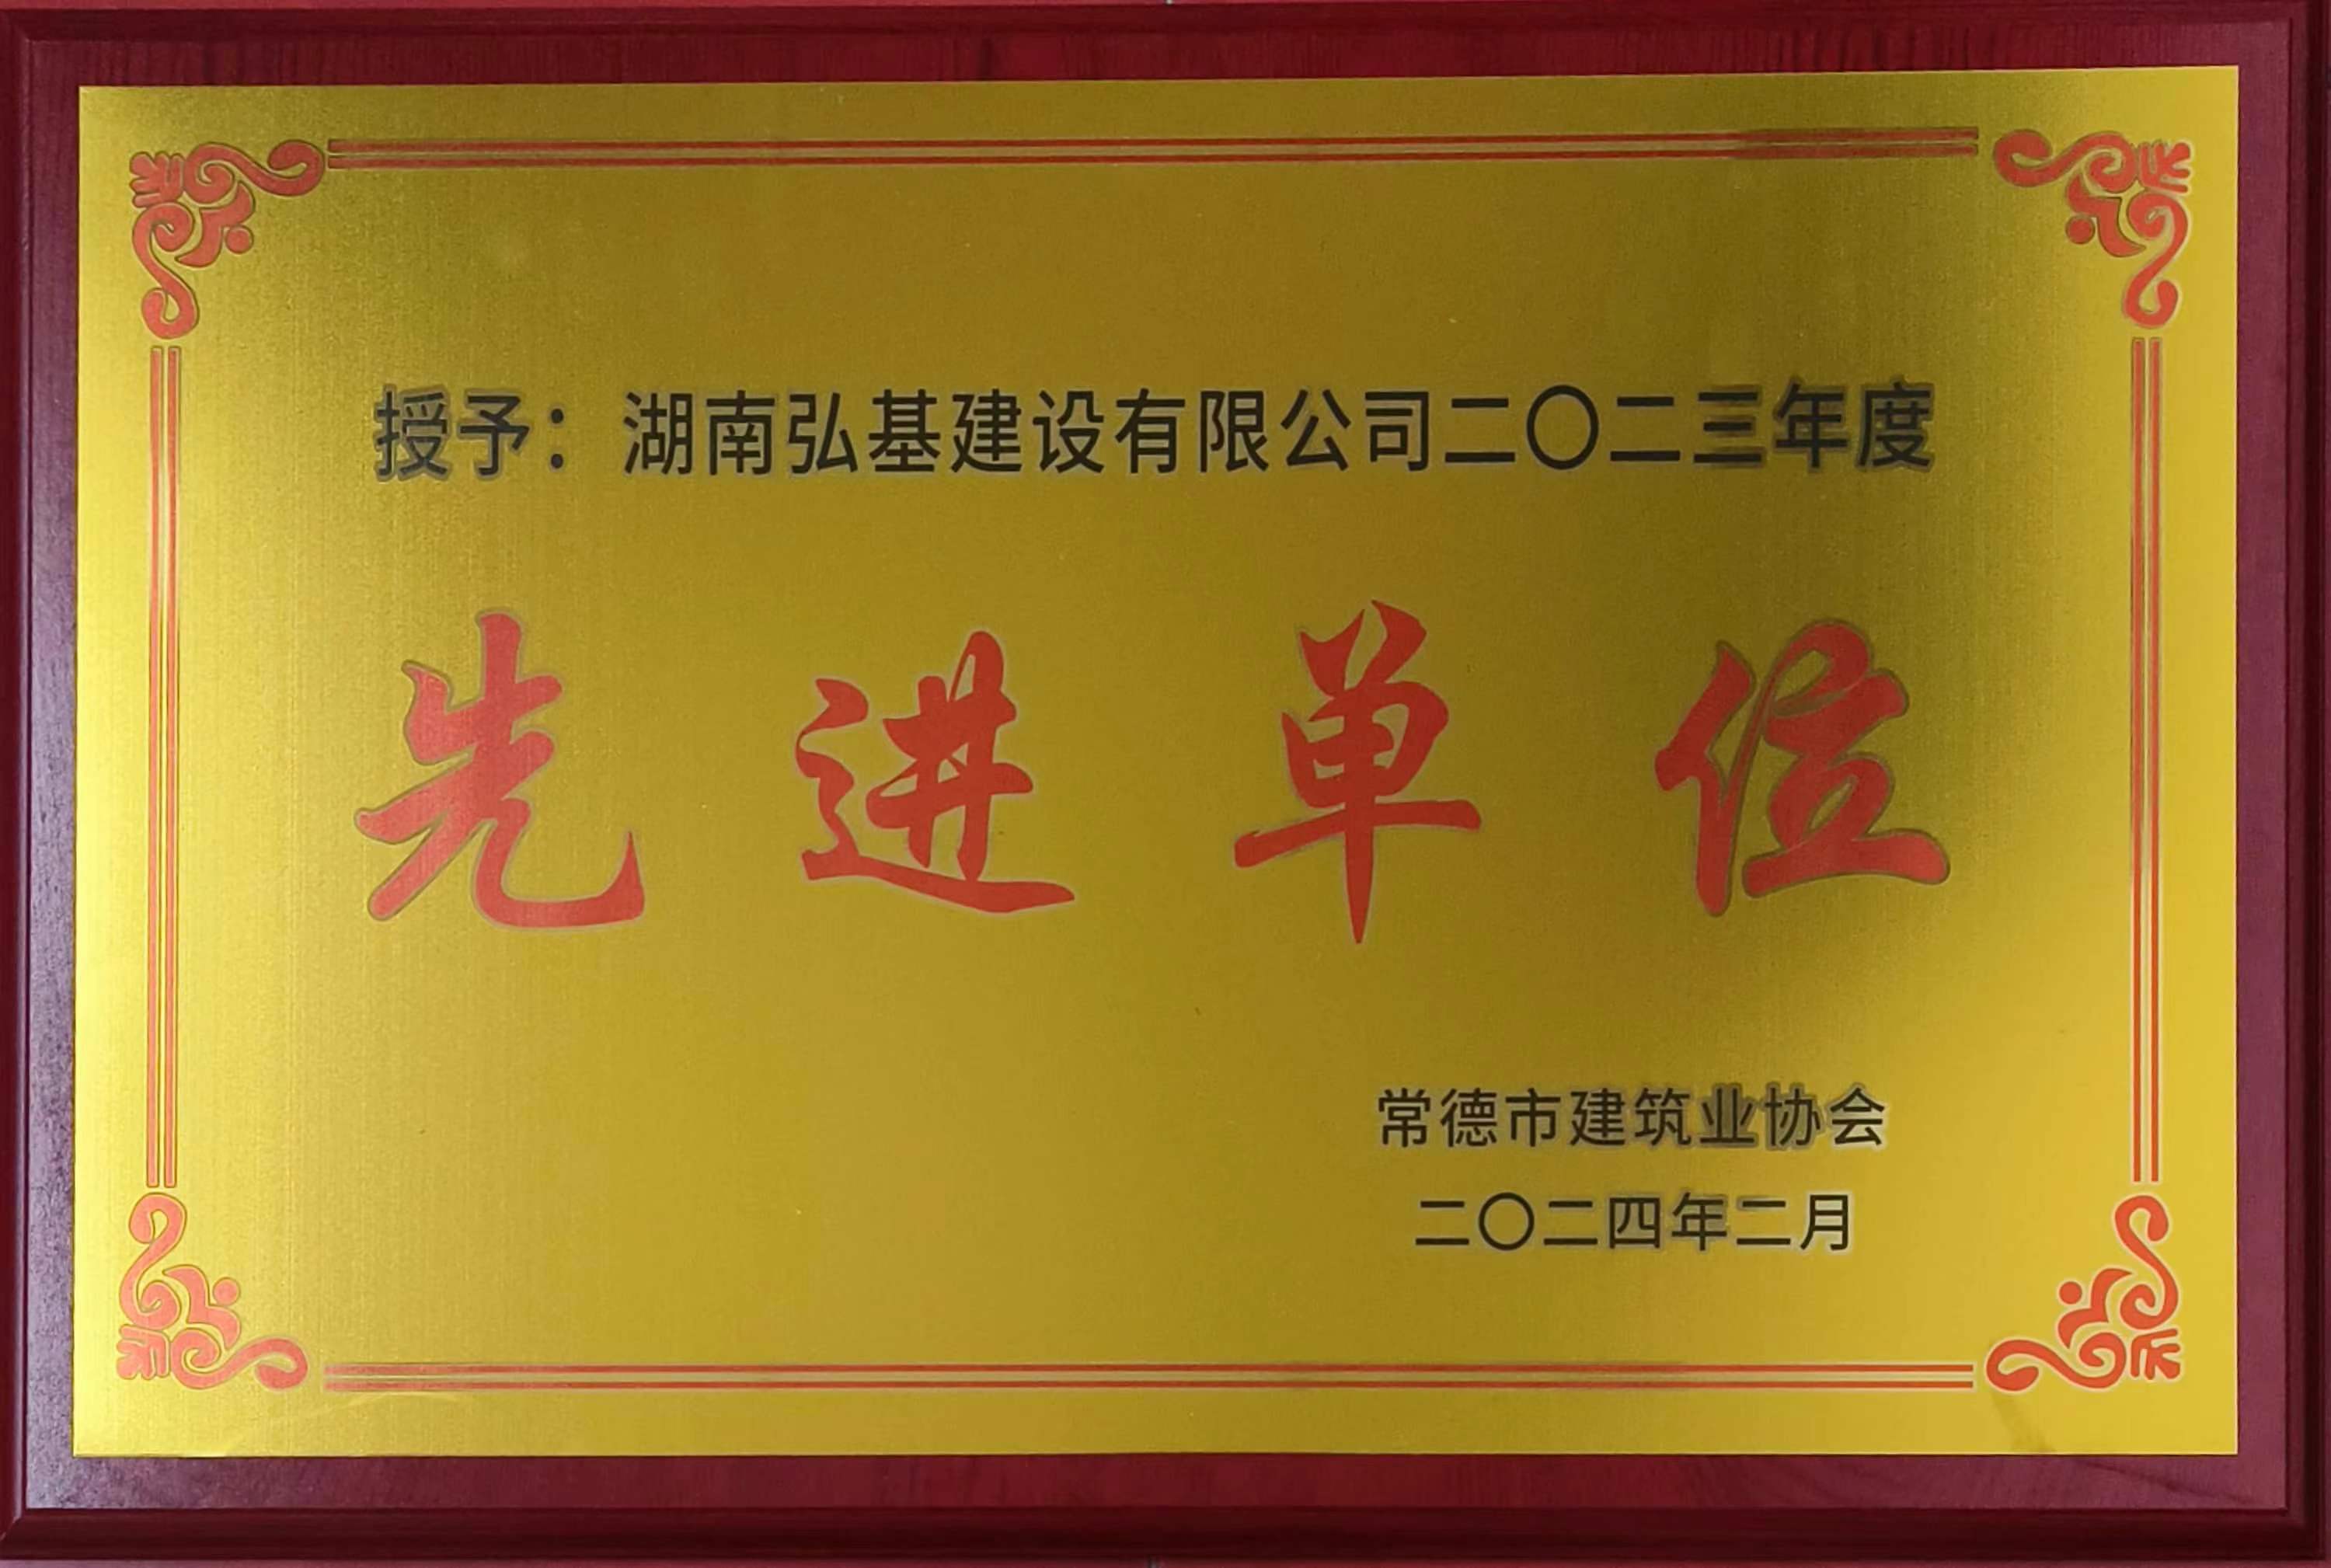 授予：湖南弘基建设有限公司二〇二三年度
先进单位
常德市建筑业协会
二〇二四年二月